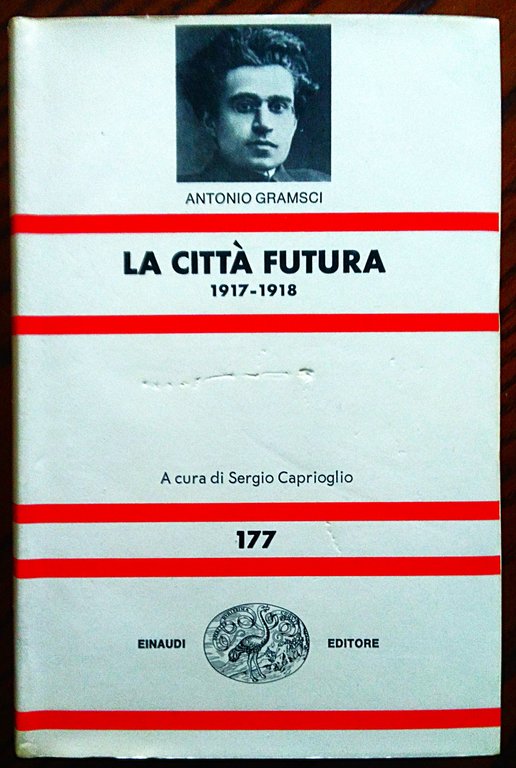 ANTONIO GRAMSCI
LA CITTÀ FUTURA
1917-1918
A cura di Sergio Caprioglio
177
EINAUDI EDITORE